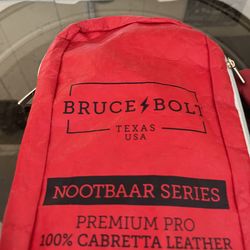 BRUCE⚡BOLT
TEXAS
USA
NOOTBAAR SERIES
PREMIUM PRO
100% CABRETTA LEATHER